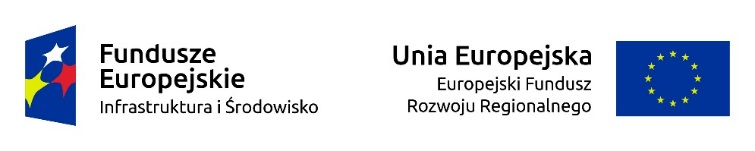 Fundusze
Europejskie
Infrastruktura i Środowisko
Unia Europejska
Europejski Fundusz
Rozwoju Regionalnego